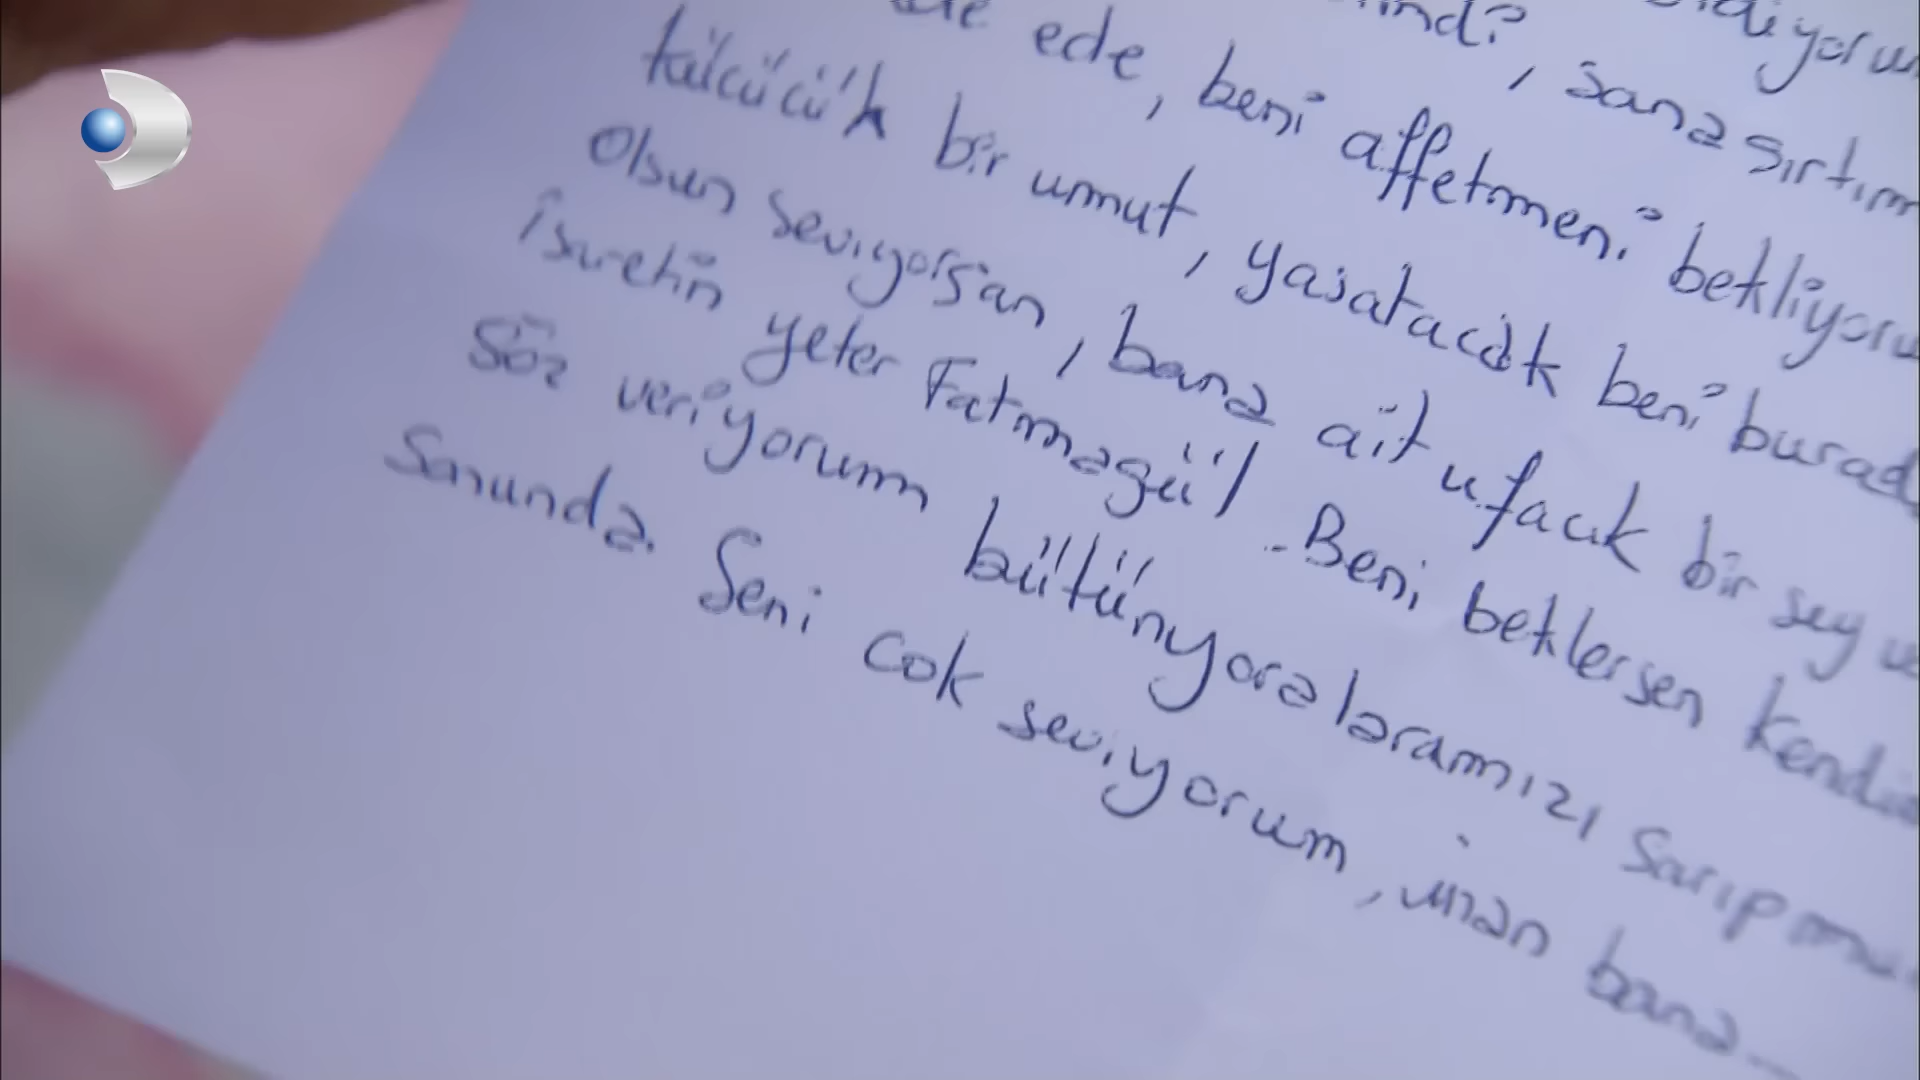 ede, beni affetmeni bekliyoru
küçücük bir umut, yaşatacak beni burad
Olsun seviyorsan, bana ait ufacık bir şey
işaretin yeter Fatmagül. Beni beklersen kendi
Söz veriyorum bütün yaralarımızı sarıp
Sonunda. Seni cok seviyorum, inan bana...